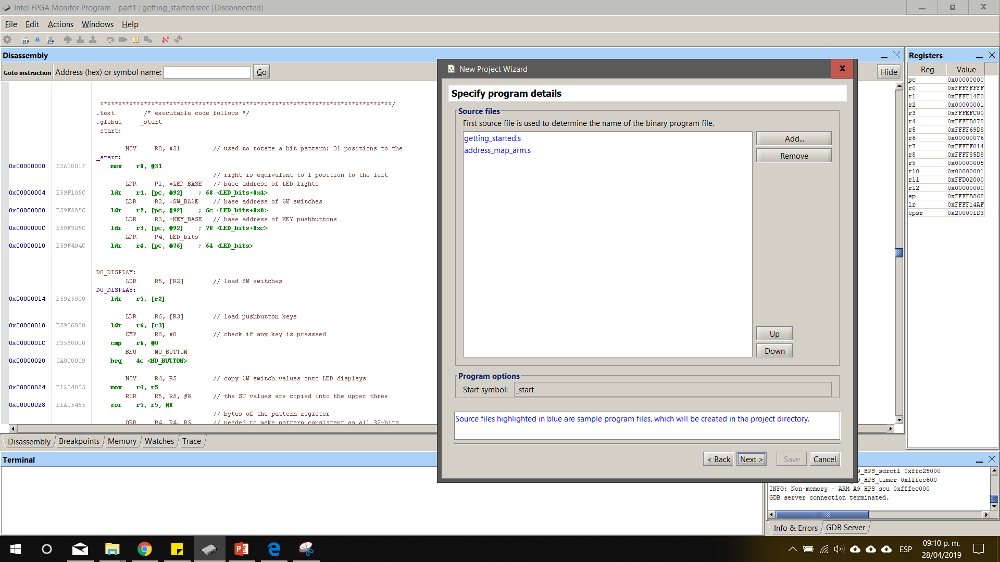 Intel FPGA Monitor Program - part1 : getting_started.srec [Disconnected]
File Edit Actions Windows Help
Disassembly
Goto instruction Address (hex) or symbol name: Go Hide
********************************************************************************/
.text /* executable code follows */
.global _start
_start:
MOV R0, #31 // used to rotate a bit pattern: 31 positions to the
_start:
0x00000000 E3A0001F mov r0, #31
// right is equivalent to 1 position to the left
LDR R1, =LED_BASE // base address of LED lights
0x00000004 E59F105C ldr r1, [pc, #92] ; 68 <LED_bits+0x4>
LDR R2, =SW_BASE // base address of SW switches
0x00000008 E59F205C ldr r2, [pc, #92] ; 6c <LED_bits+0x8>
LDR R3, =KEY_BASE // base address of KEY pushbuttons
0x0000000C E59F305C ldr r3, [pc, #92] ; 70 <LED_bits+0xc>
LDR R4, LED_bits
0x00000010 E59F404C ldr r4, [pc, #76] ; 64 <LED_bits>
DO_DISPLAY:
LDR R5, [R2] // load SW switches
DO_DISPLAY:
0x00000014 E5925000 ldr r5, [r2]
LDR R6, [R3] // load pushbutton keys
0x00000018 E5936000 ldr r6, [r3]
CMP R6, #0 // check if any key is presssed
0x0000001C E3560000 cmp r6, #0
BEQ NO_BUTTON
0x00000020 0A000009 beq 4c <NO_BUTTON>
MOV R4, R5 // copy SW switch values onto LED displays
0x00000024 E1A04005 mov r4, r5
ROR R5, R5, #8 // the SW values are copied into the upper three
0x00000028 E1A05465 ror r5, r5, #8
// bytes of the pattern register
ORR R4, R4, R5 // needed to make pattern consistent as all 32-bits
Disassembly Breakpoints Memory Watches Trace
New Project Wizard
Specify program details
Source files
First source file is used to determine the name of the binary program file.
getting_started.s
address_map_arm.s
Add...
Remove
Up
Down
Program options
Start symbol: _start
Source files highlighted in blue are sample program files, which will be created in the project directory.
< Back Next > Save Cancel
Registers
Reg Value
pc 0x00000000
r0 0xFFFFFFFF
r1 0xFFFF14F0
r2 0x00000001
r3 0xFFFEFC00
r4 0xFFFFB878
r5 0xFFFF69D8
r6 0x00000076
r7 0xFFFFF014
r8 0xFFFF85D8
r9 0x00000005
r10 0x00000001
r11 0xFFD02000
r12 0x00000000
sp 0xFFFFB868
lr 0xFFFF14AF
cpsr 0x200001D3
Terminal
9_HPS_sdrctl 0xffc25000
9_HPS_timer 0xfffec600
INFO: Non-memory - ARM_A9_HPS_scu 0xfffec000
GDB server connection terminated.
Info & Errors GDB Server
ESP
09:10 p. m.
28/04/2019